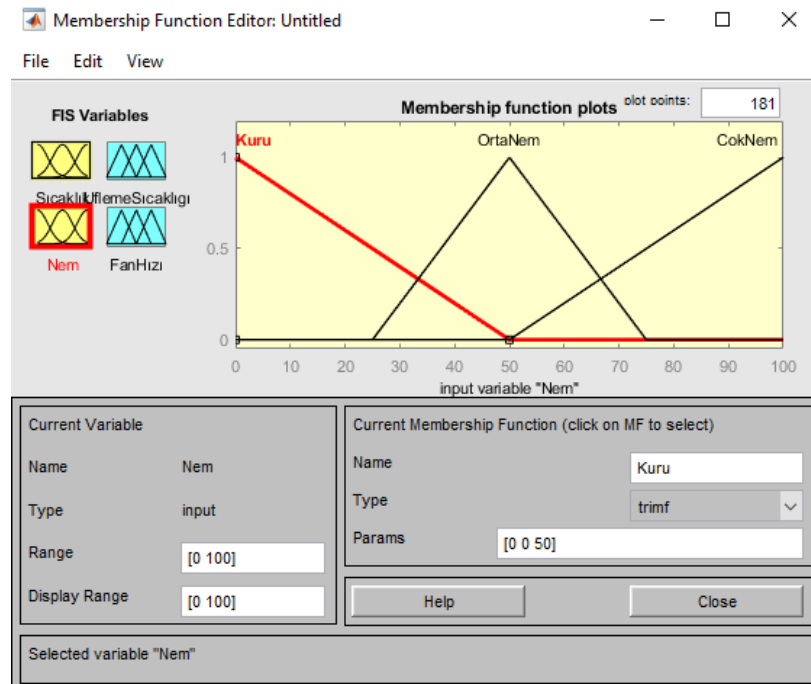 Membership Function Editor: Untitled
File Edit View
FIS Variables
Membership function plots
plot points:
181
Kuru
OrtaNem
CokNem
1
0.5
0
0 10 20 30 40 50 60 70 80 90 100
input variable "Nem"
Sıcaklık
UflemeSıcaklıgı
Nem
FanHızı
Current Variable
Name Nem
Type input
Range [0 100]
Display Range [0 100]
Current Membership Function (click on MF to select)
Name Kuru
Type trimf
Params [0 0 50]
Help
Close
Selected variable "Nem"